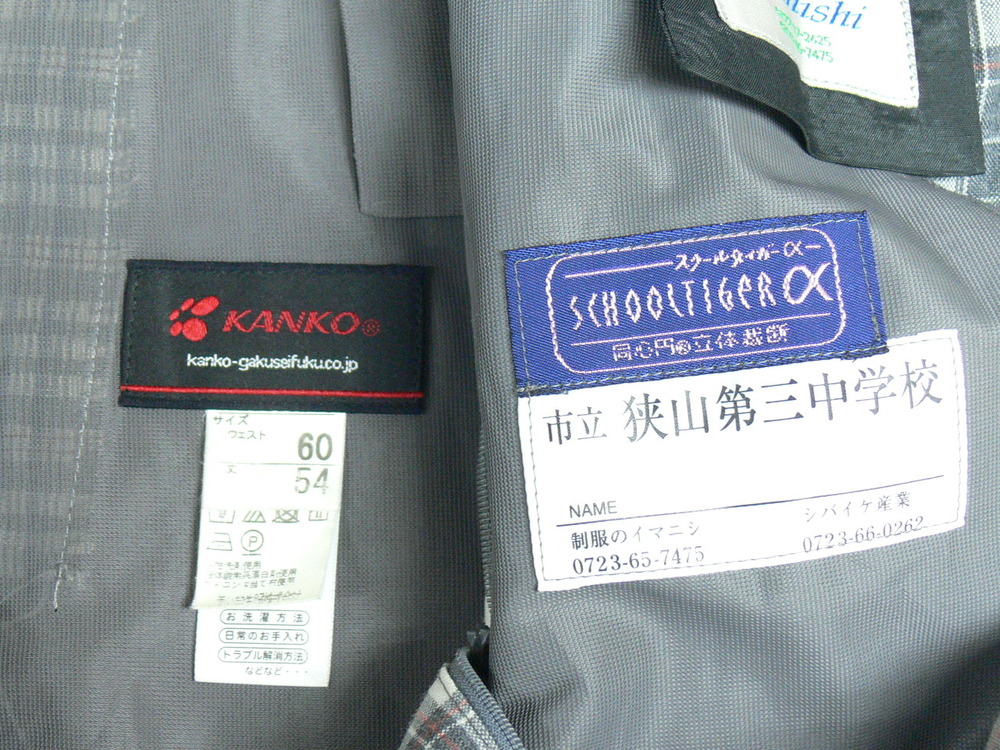 ishi
7475
KANKO®
kanko-gakuseifuku.co.jp
サイズ
ウェスト 60
丈 54
お洗濯方法
日常のお手入れ
トラブル解消方法
などなど・・・
スクールタイガーα
SCHOOLTIGER α
同心円の立体裁断
市立 狭山第三中学校
NAME
制服のイマニシ シバイケ産業
0723-65-7475 0723-66-0262